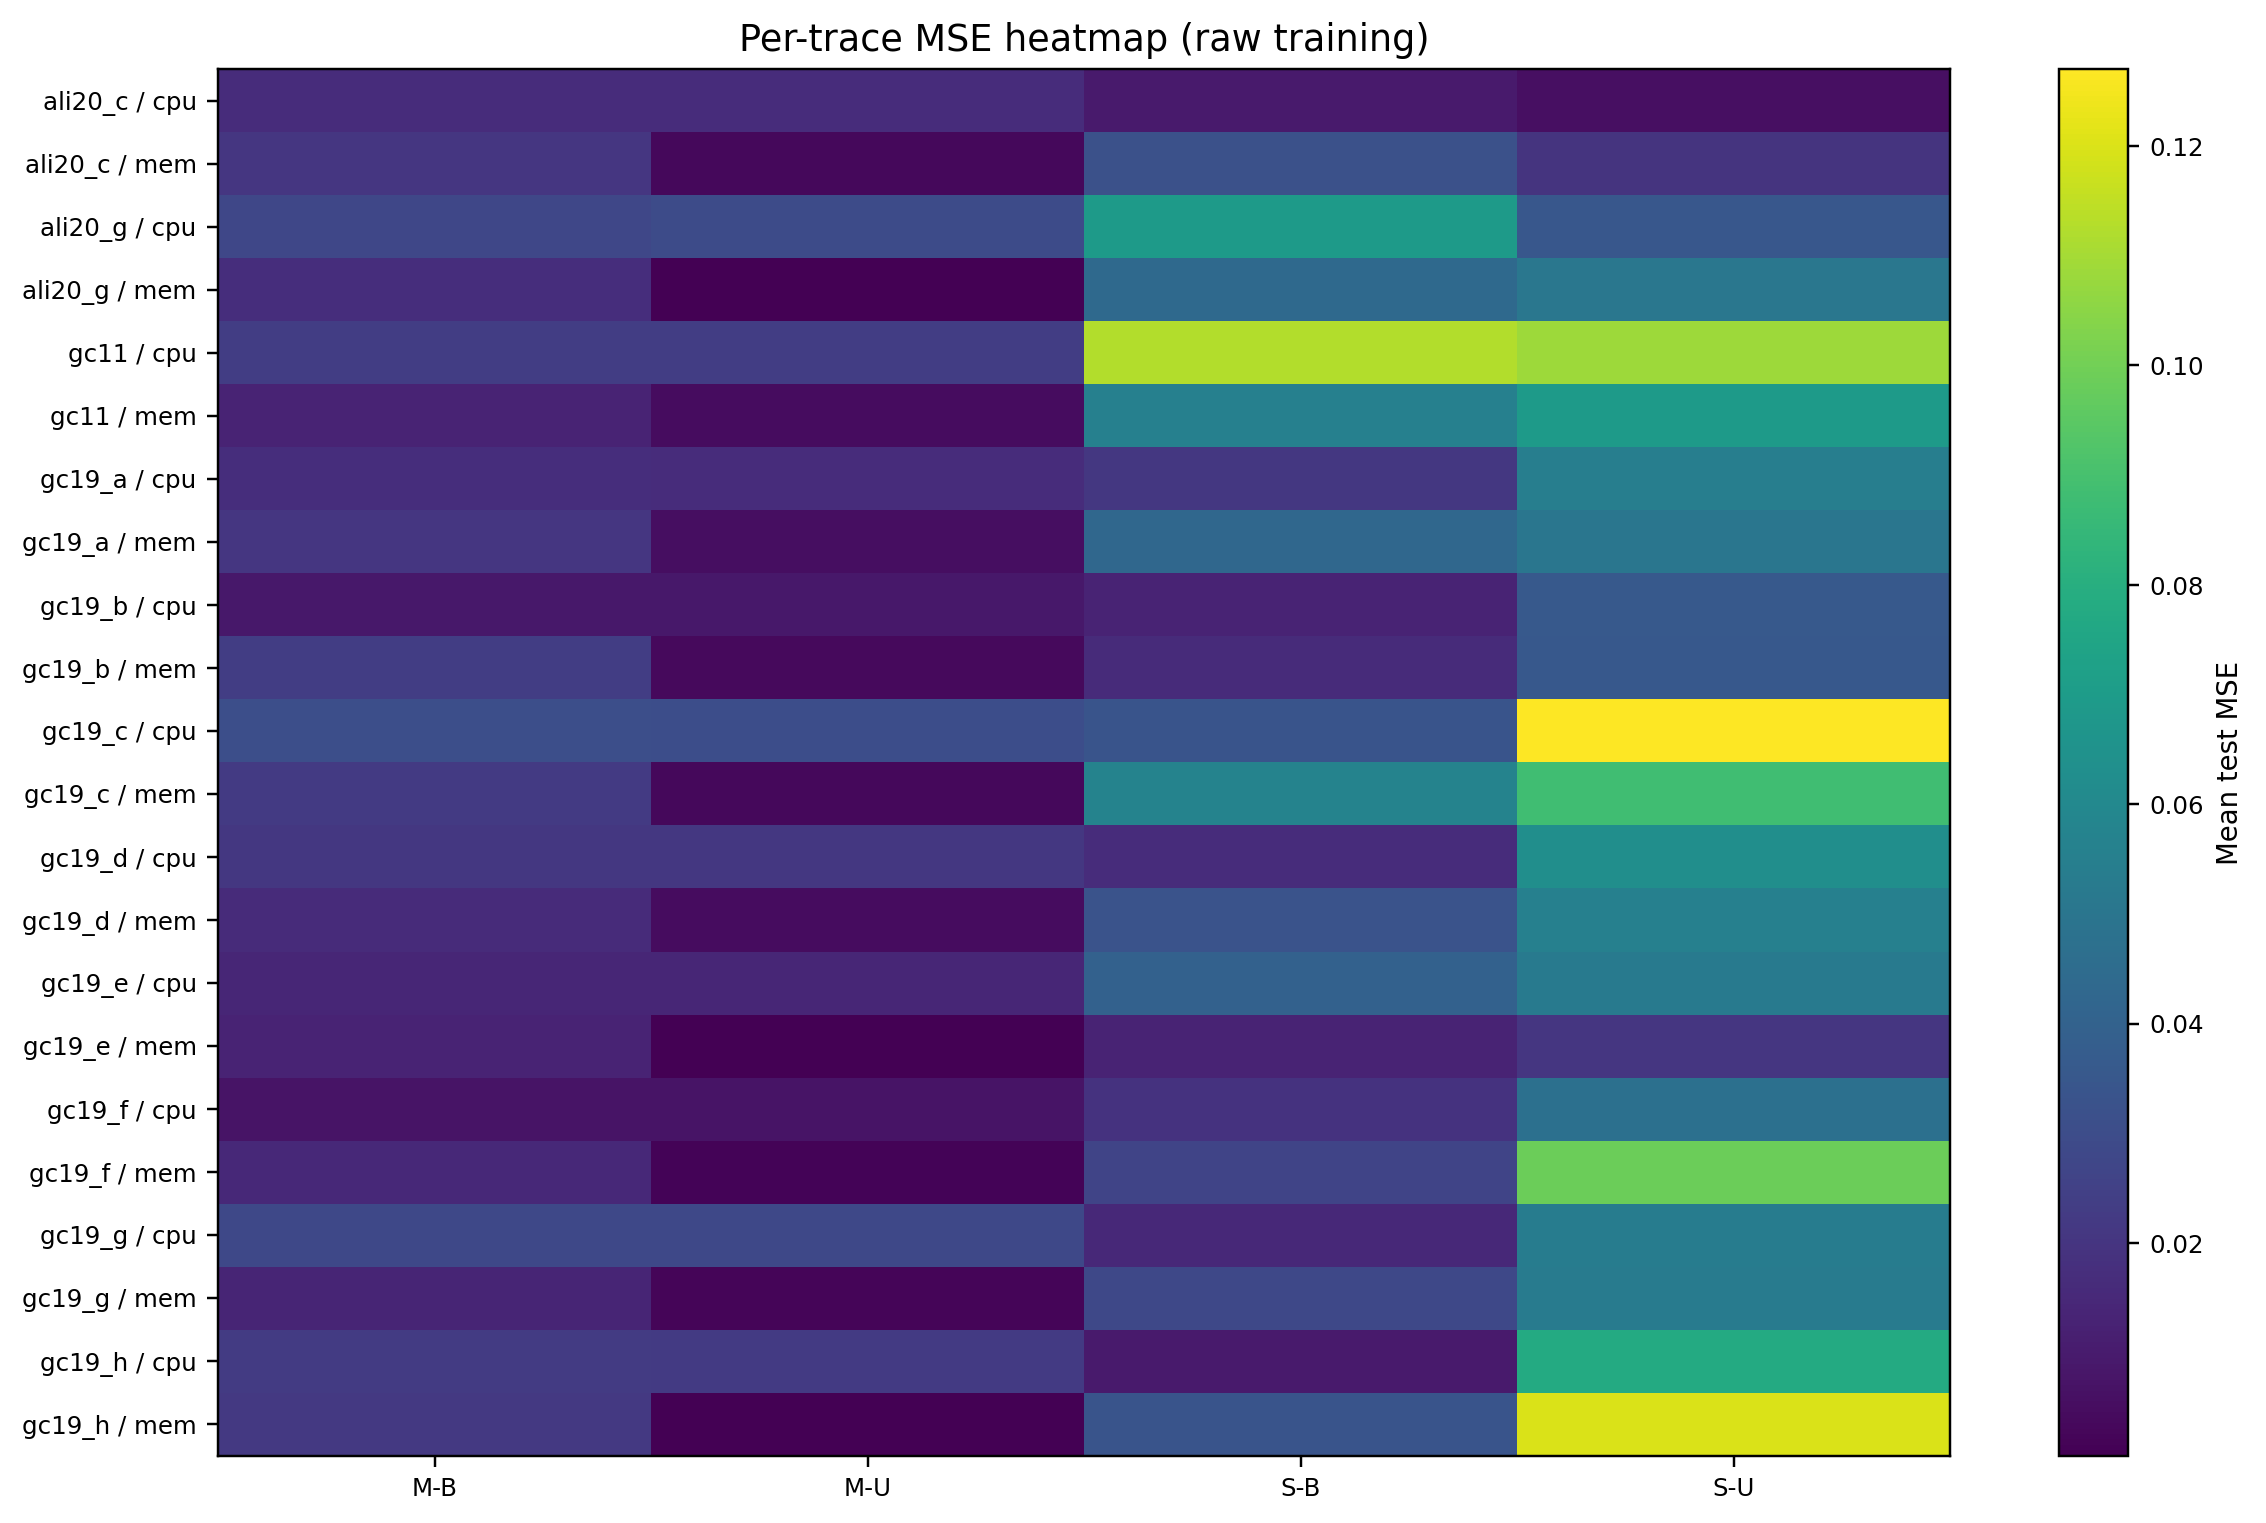 Per-trace MSE heatmap (raw training)
ali20_c / cpu
ali20_c / mem
ali20_g / cpu
ali20_g / mem
gc11 / cpu
gc11 / mem
gc19_a / cpu
gc19_a / mem
gc19_b / cpu
gc19_b / mem
gc19_c / cpu
gc19_c / mem
gc19_d / cpu
gc19_d / mem
gc19_e / cpu
gc19_e / mem
gc19_f / cpu
gc19_f / mem
gc19_g / cpu
gc19_g / mem
gc19_h / cpu
gc19_h / mem
M-B
M-U
S-B
S-U
0.12
0.10
0.08
0.06
0.04
0.02
Mean test MSE